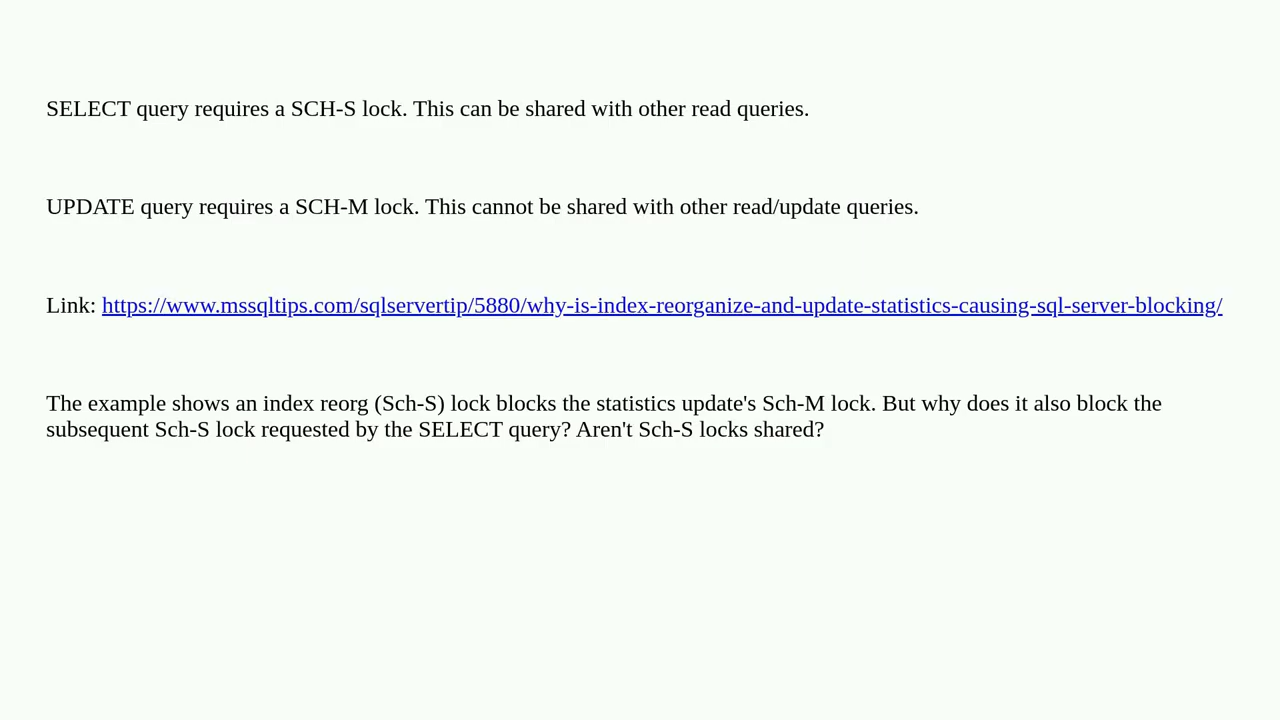 SELECT query requires a SCH-S lock. This can be shared with other read queries.
UPDATE query requires a SCH-M lock. This cannot be shared with other read/update queries.
Link: https://www.mssqltips.com/sqlservertip/5880/why-is-index-reorganize-and-update-statistics-causing-sql-server-blocking/
The example shows an index reorg (Sch-S) lock blocks the statistics update's Sch-M lock. But why does it also block the
subsequent Sch-S lock requested by the SELECT query? Aren't Sch-S locks shared?